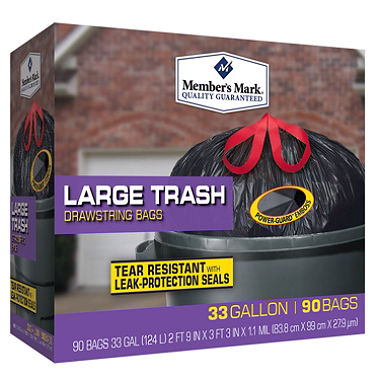 Member's Mark®
QUALITY GUARANTEED
LARGE TRASH
DRAWSTRING BAGS
POWER-GUARD EMBOSS
TEAR RESISTANT WITH
LEAK-PROTECTION SEALS
33 GALLON | 90 BAGS
90 BAGS 33 GAL (124 L) 2 FT 9 IN X 3 FT 3 IN X 1.1 MIL (83.8 cm X 99 cm X 27.9 µm)
LARGE
TRASH